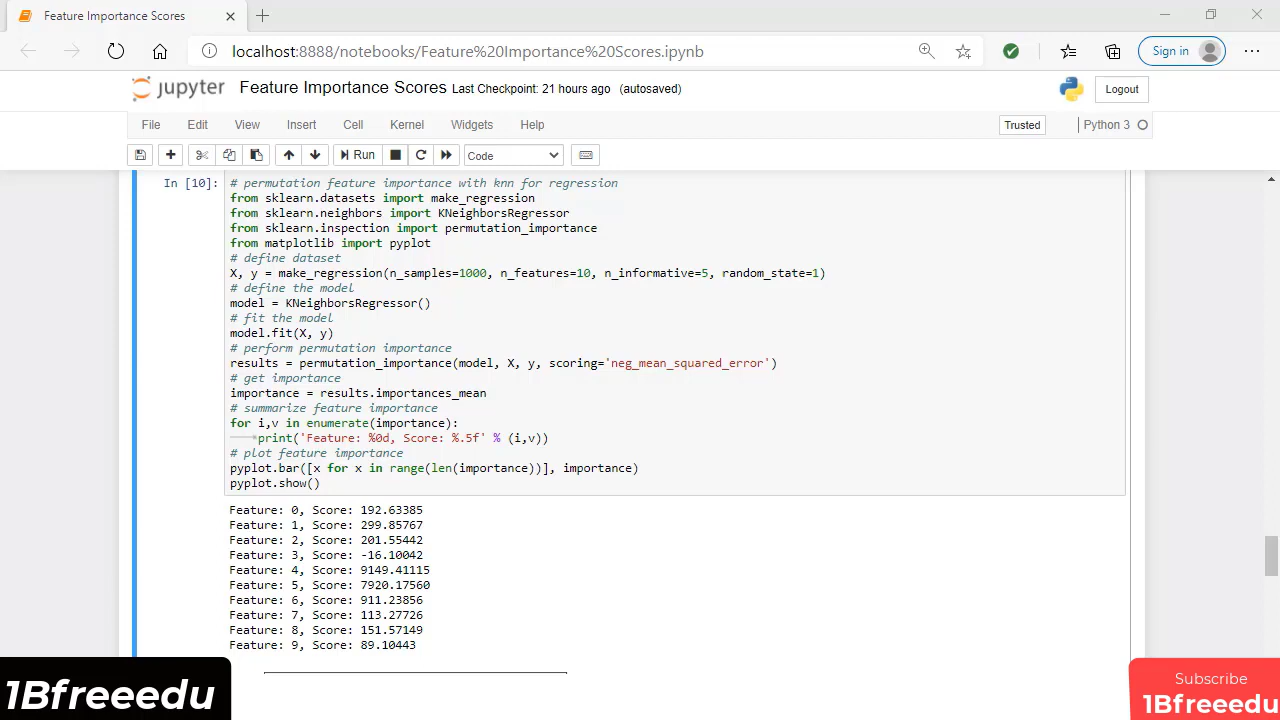 Feature Importance Scores
localhost:8888/notebooks/Feature%20Importance%20Scores.ipynb
Sign in
jupyter Feature Importance Scores Last Checkpoint: 21 hours ago (autosaved)
Logout
File Edit View Insert Cell Kernel Widgets Help
Trusted Python 3
Run Code
In [10]: # permutation feature importance with knn for regression
from sklearn.datasets import make_regression
from sklearn.neighbors import KNeighborsRegressor
from sklearn.inspection import permutation_importance
from matplotlib import pyplot
# define dataset
X, y = make_regression(n_samples=1000, n_features=10, n_informative=5, random_state=1)
# define the model
model = KNeighborsRegressor()
# fit the model
model.fit(X, y)
# perform permutation importance
results = permutation_importance(model, X, y, scoring='neg_mean_squared_error')
# get importance
importance = results.importances_mean
# summarize feature importance
for i,v in enumerate(importance):
print('Feature: %0d, Score: %.5f' % (i,v))
# plot feature importance
pyplot.bar([x for x in range(len(importance))], importance)
pyplot.show()
Feature: 0, Score: 192.63385
Feature: 1, Score: 299.85767
Feature: 2, Score: 201.55442
Feature: 3, Score: -16.10042
Feature: 4, Score: 9149.41115
Feature: 5, Score: 7920.17560
Feature: 6, Score: 911.23856
Feature: 7, Score: 113.27726
Feature: 8, Score: 151.57149
Feature: 9, Score: 89.10443
1Bfreeedu
Subscribe
1Bfreeedu